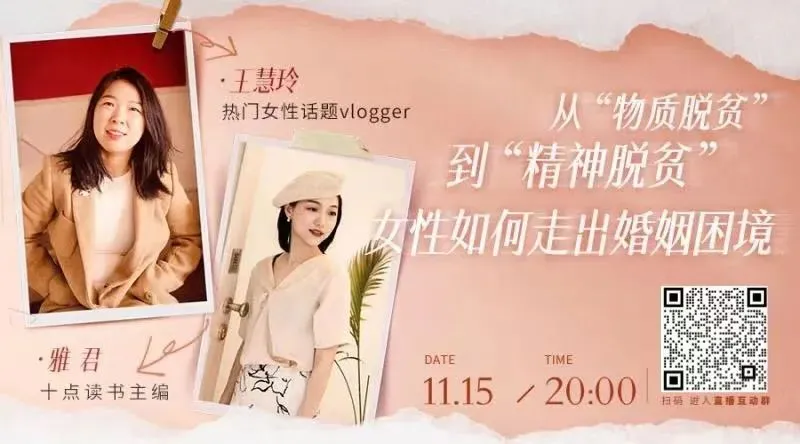 ·王慧玲
热门女性话题vlogger
从“物质脱贫”
到“精神脱贫”
女性如何走出婚姻困境
·雅君
十点读书主编
DATE
11.15
/
TIME
20:00
扫码 进入直播互动群